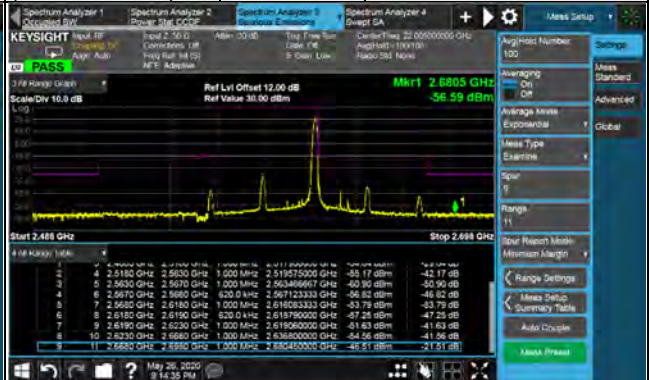 Spectrum Analyzer 1
Occupied BW
Spectrum Analyzer 2
Power Stat CCDF
Spectrum Analyzer 3
Spurious Emissions
Spectrum Analyzer 4
Swept SA
Meas Setup
KEYSIGHT Input: RF
Coupling: DC
Align: Auto
Input Z: 50 Ω
Corrections: Off
Freq Ref: Int (S)
NFE: Adaptive
Trig: Free Run
Gate: Off
IF Gain: Low
Center Freq: 22.005000000 GHz
Avg|Hold: >100/100
Radio Std: None
PASS
Ref Lvl Offset 12.00 dB
Mkr1 2.6805 GHz
Scale/Div 10.0 dB
Ref Value 30.00 dBm
-56.59 dBm
Log
Start 2.486 GHz
Stop 2.698 GHz
2 4 2.5180 GHz 2.5630 GHz 1.000 MHz 2.519575000 GHz -55.17 dBm -42.17 dB
3 5 2.5630 GHz 2.5670 GHz 1.000 MHz -60.90 dBm -50.90 dB
4 6 2.5670 GHz 2.5680 GHz 620.0 kHz 2.567123333 GHz -56.82 dBm -46.82 dB
5 7 2.5680 GHz 2.6180 GHz 1.000 MHz 2.616083333 GHz -53.79 dBm -83.79 dB
6 8 2.6180 GHz 2.6190 GHz 620.0 kHz 2.618790000 GHz -57.25 dBm -47.25 dB
7 9 2.6190 GHz 2.6230 GHz 1.000 MHz 2.619060000 GHz -51.63 dBm -41.63 dB
8 10 2.6230 GHz 2.6680 GHz 1.000 MHz 2.636800000 GHz -54.56 dBm -41.56 dB
9 11 2.6680 GHz 2.6980 GHz 1.000 MHz 2.680450000 GHz -46.51 dBm -21.51 dB
May 26, 2020
9:14:35 PM
Avg|Hold Number
100
Averaging
On
Off
Average Mode
Exponential
Meas Type
Examine
Spur
9
Range
11
Spur Report Mode
Minimum Margin
Range Settings
Meas Setup
Summary Table
Auto Couple
Meas Preset
Settings
Meas
Standard
Advanced
Global